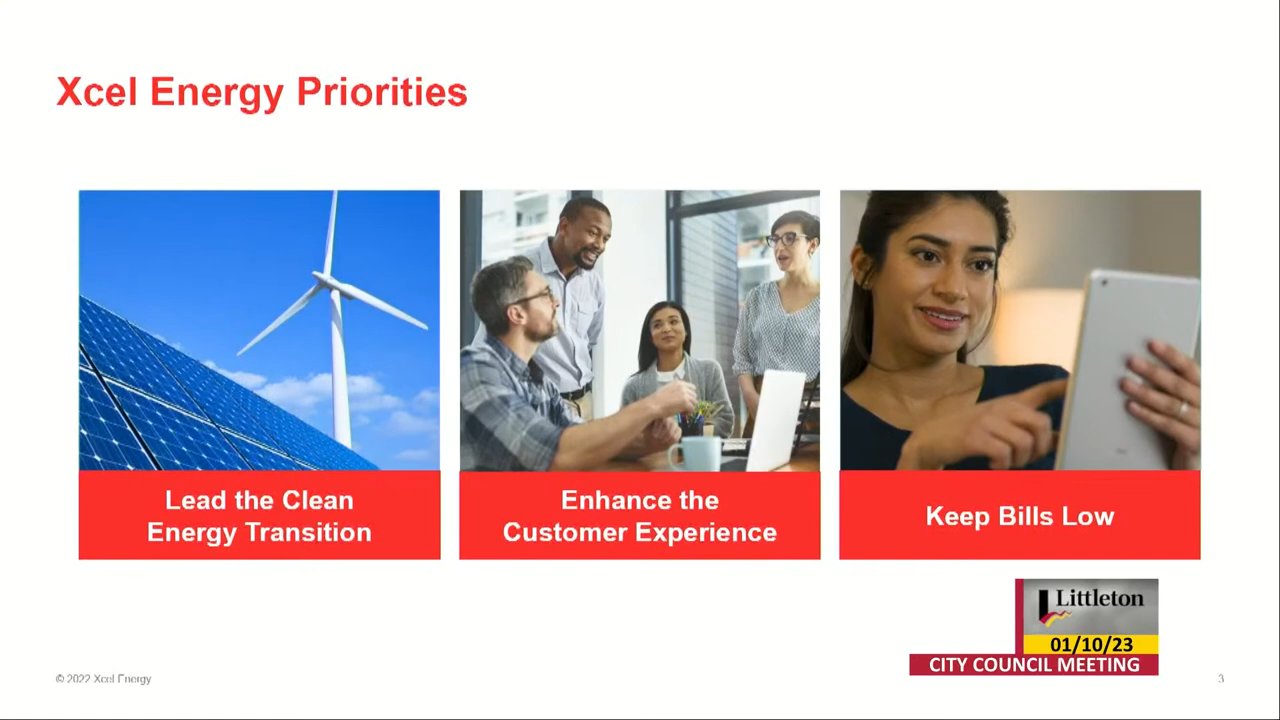 Xcel Energy Priorities
Lead the Clean
Energy Transition
Enhance the
Customer Experience
Keep Bills Low
Littleton
01/10/23
CITY COUNCIL MEETING
© 2022 Xcel Energy
3